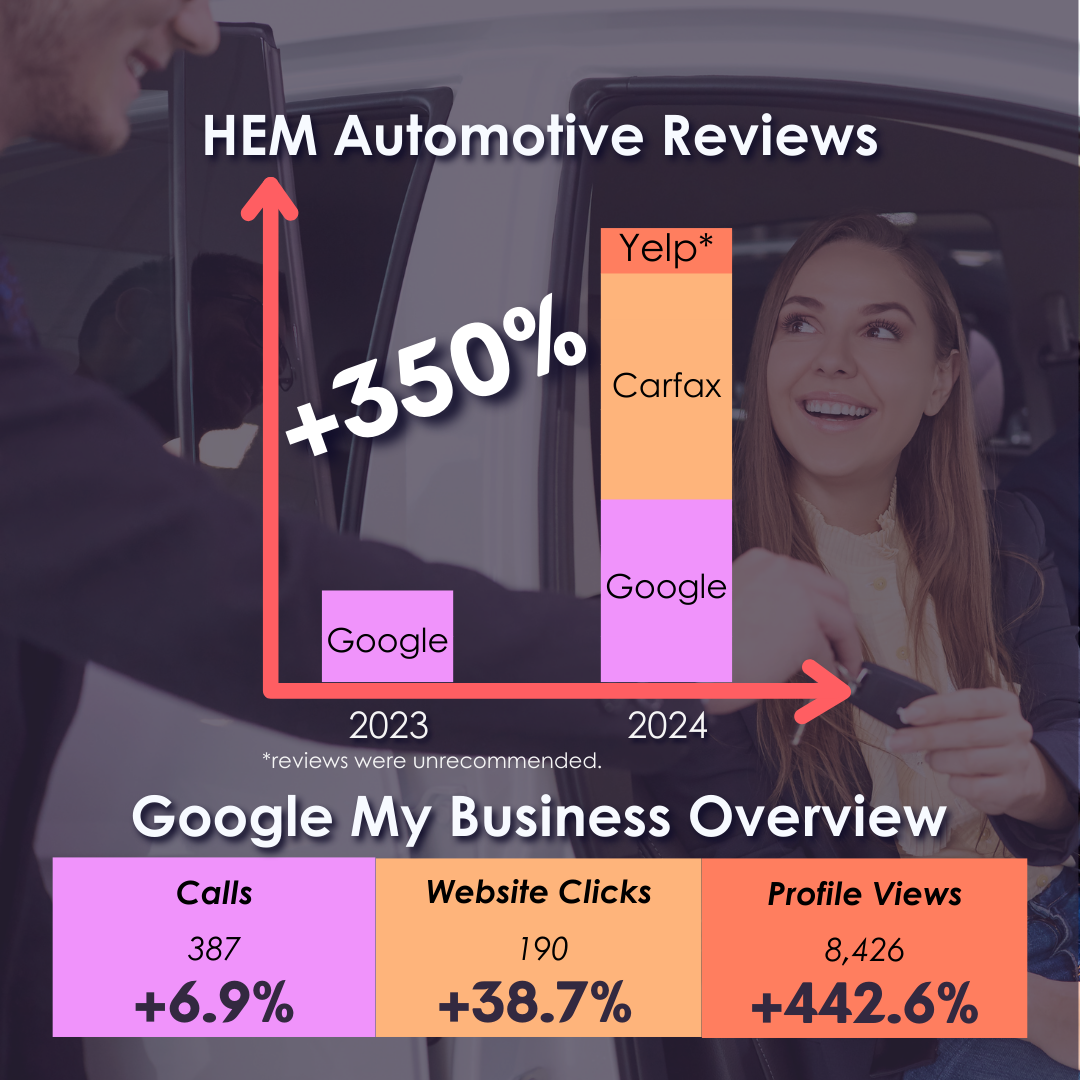 HEM Automotive Reviews
Yelp*
+350%
Carfax
Google
Google
2023
2024
*reviews were unrecommended.
Google My Business Overview
Calls
387
+6.9%
Website Clicks
190
+38.7%
Profile Views
8,426
+442.6%